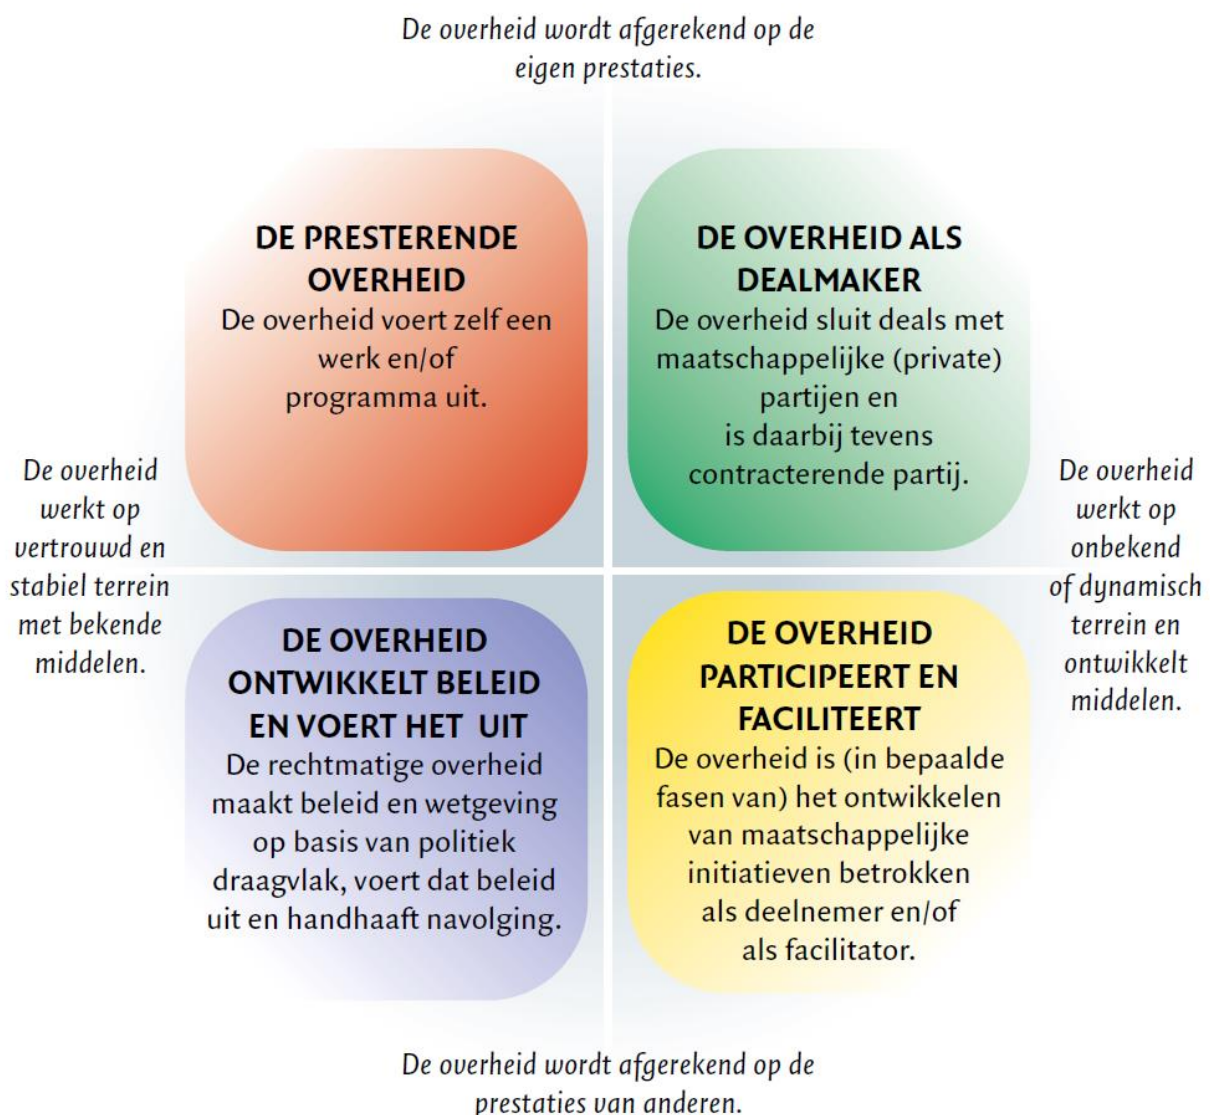 De overheid wordt afgerekend op de
eigen prestaties.
DE PRESTERENDE
OVERHEID
De overheid voert zelf een
werk en/of
programma uit.
DE OVERHEID ALS
DEALMAKER
De overheid sluit deals met
maatschappelijke (private)
partijen en
is daarbij tevens
contracterende partij.
De overheid
werkt op
vertrouwd en
stabiel terrein
met bekende
middelen.
De overheid
werkt op
onbekend
of dynamisch
terrein en
ontwikkelt
middelen.
DE OVERHEID
ONTWIKKELT BELEID
EN VOERT HET UIT
De rechtmatige overheid
maakt beleid en wetgeving
op basis van politiek
draagvlak, voert dat beleid
uit en handhaaft navolging.
DE OVERHEID
PARTICIPEERT EN
FACILITEERT
De overheid is (in bepaalde
fasen van) het ontwikkelen
van maatschappelijke
initiatieven betrokken
als deelnemer en/of
als facilitator.
De overheid wordt afgerekend op de
prestaties van anderen.